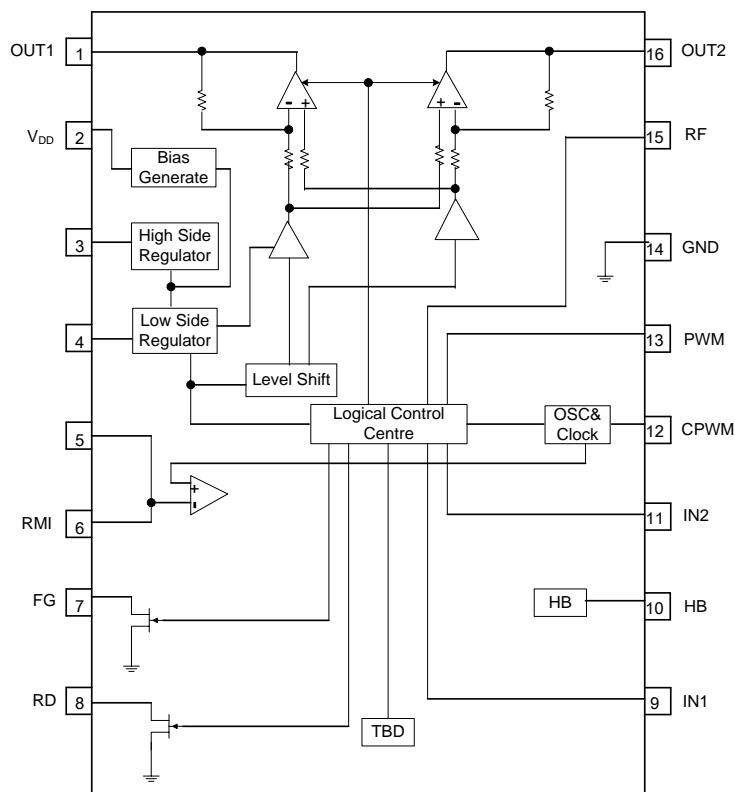 OUT1 1
16 OUT2
V_DD 2
15 RF
Bias
Generate
3
High Side
Regulator
14 GND
4
Low Side
Regulator
13 PWM
Level Shift
Logical Control
Centre
OSC&
Clock
12 CPWM
5
RMI 6
11 IN2
FG 7
HB
10 HB
RD 8
9 IN1
TBD
- +
+ -
+
-